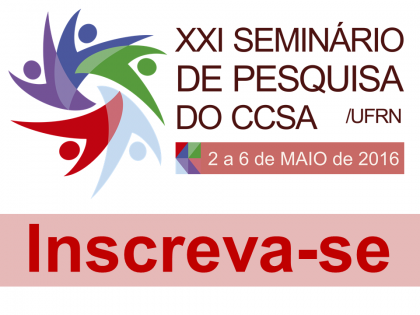 XXI SEMINÁRIO
DE PESQUISA
DO CCSA /UFRN
2 a 6 de MAIO de 2016
Inscreva-se